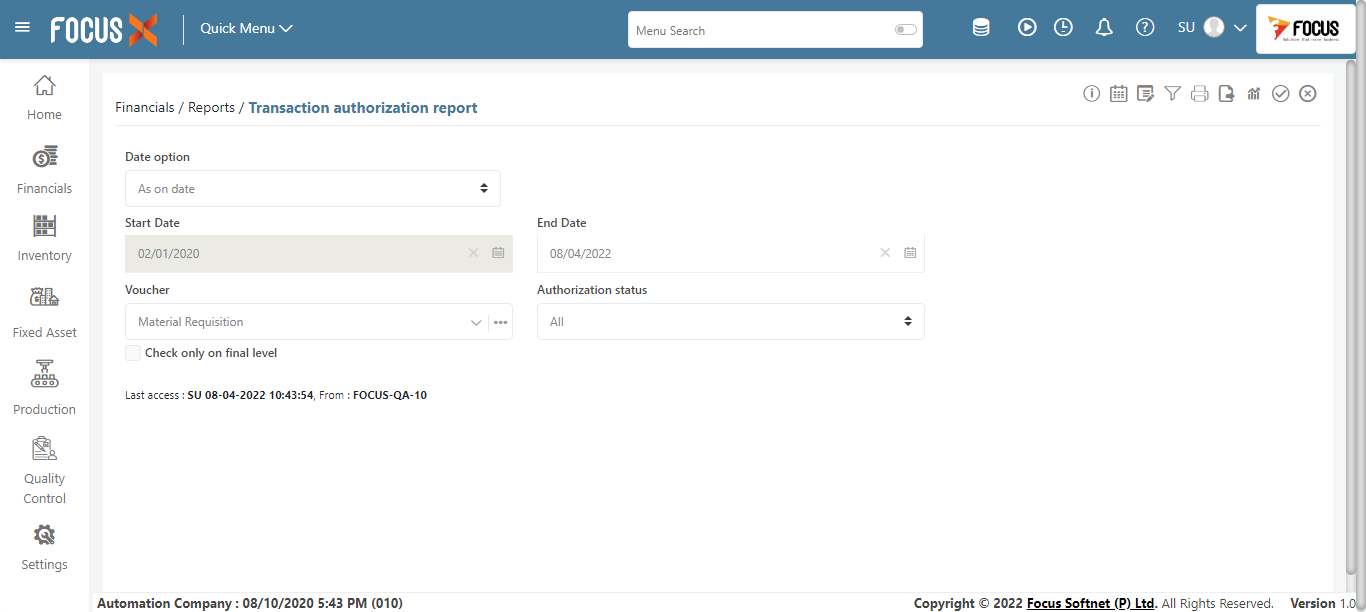 FOCUS X
Quick Menu
Menu Search
SU
FOCUS
Home
Financials
Inventory
Fixed Asset
Production
Quality
Control
Settings
Financials / Reports / Transaction authorization report
Date option
As on date
Start Date
End Date
02/01/2020
08/04/2022
Voucher
Authorization status
Material Requisition
All
Check only on final level
Last access : SU 08-04-2022 10:43:54, From : FOCUS-QA-10
Automation Company : 08/10/2020 5:43 PM (010)
Copyright © 2022 Focus Softnet (P) Ltd. All Rights Reserved.
Version 1.0